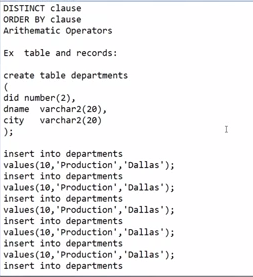 DISTINCT clause
ORDER BY clause
Arithematic Operators
Ex  table and records:
create table departments
(
did number(2),
dname  varchar2(20),
city   varchar2(20)
);
insert into departments
values(10,'Production','Dallas');
insert into departments
values(10,'Production','Dallas');
insert into departments
values(10,'Production','Dallas');
insert into departments
values(10,'Production','Dallas');
insert into departments
values(10,'Production','Dallas');
insert into departments